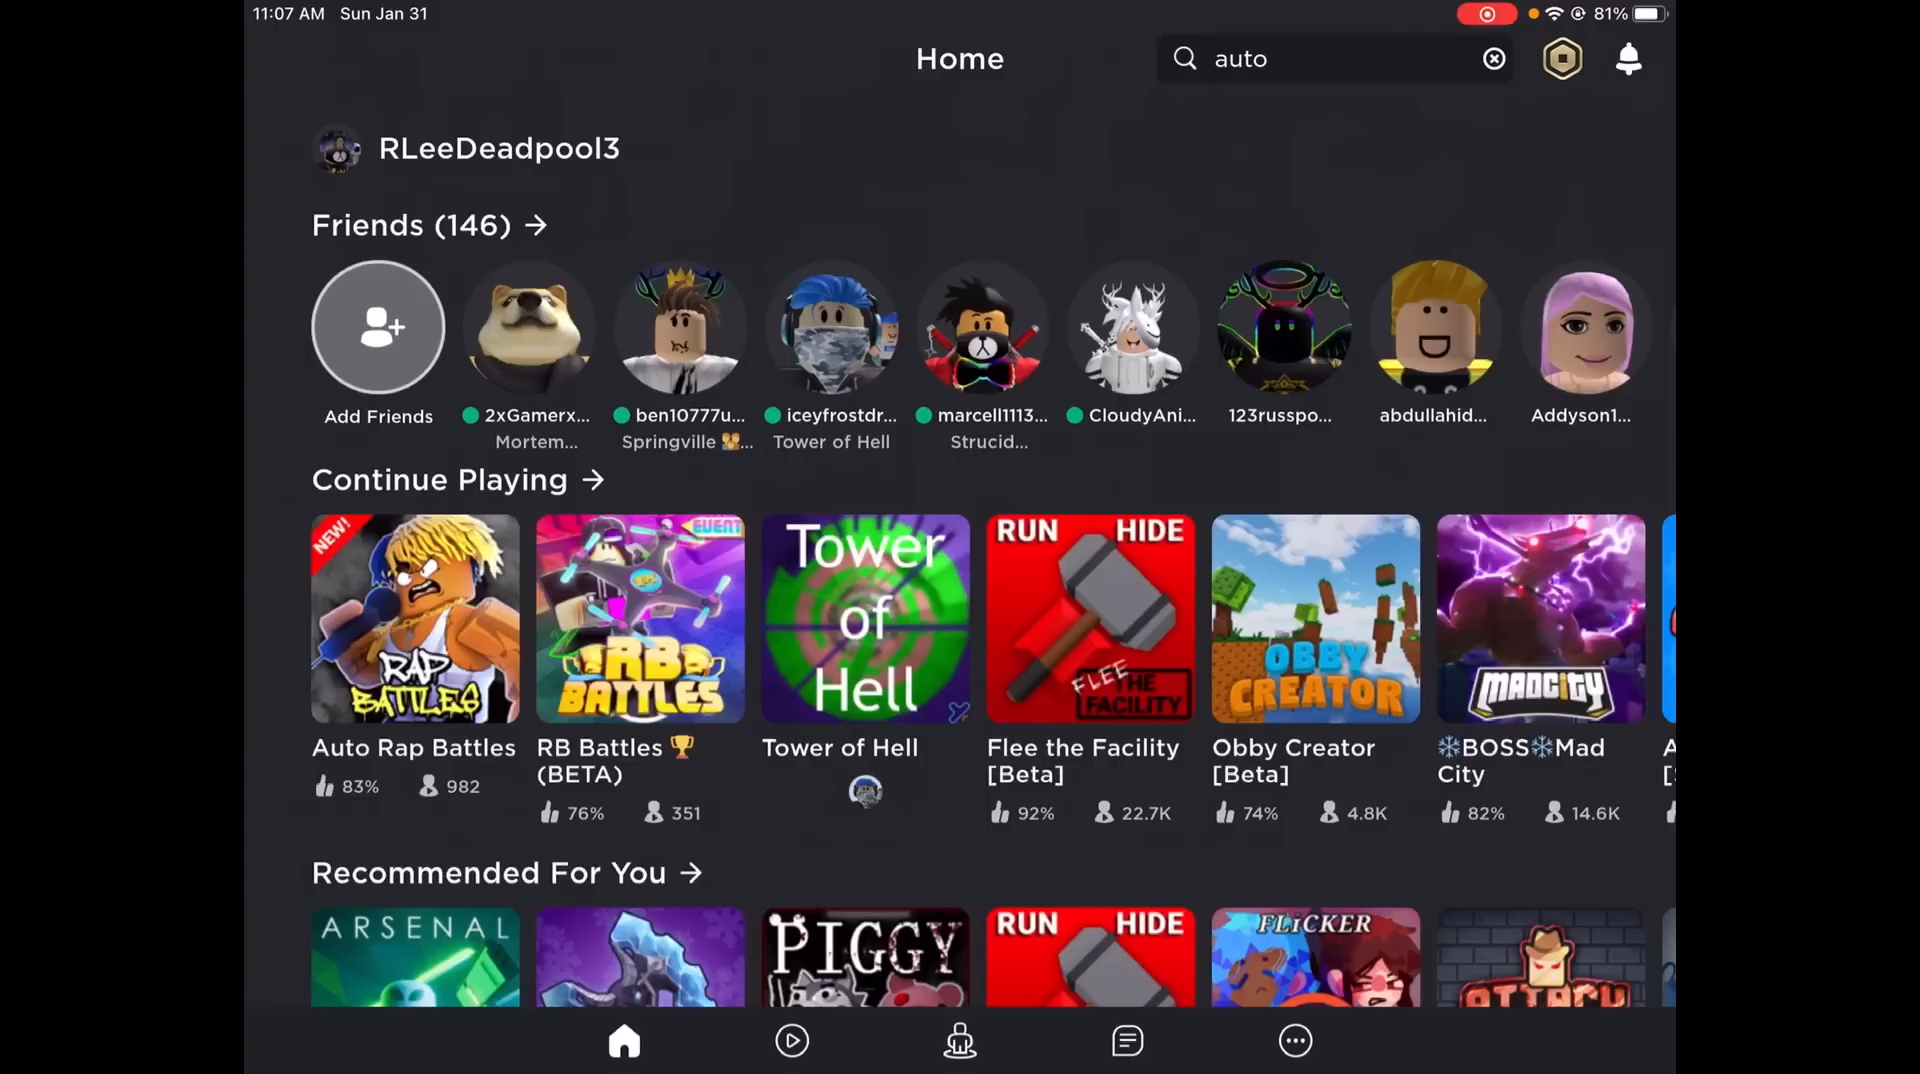 11:07 AM Sun Jan 31
81%
Home
auto
RLeeDeadpool3
Friends (146) →
Add Friends
2xGamerx...
Mortem...
ben10777u...
Springville 👨‍👩‍👧...
iceyfrostdr...
Tower of Hell
marcell1113...
Strucid...
CloudyAni...
123russpo...
abdullahid...
Addyson1...
Continue Playing →
NEW!
RAP
BATTLES
EVENT
RB
BATTLES
Tower
of
Hell
RUN HIDE
FLEE
THE
FACILITY
OBBY
CREATOR
MADCITY
Auto Rap Battles
83% 982
RB Battles 🏆
(BETA)
76% 351
Tower of Hell
Flee the Facility
[Beta]
92% 22.7K
Obby Creator
[Beta]
74% 4.8K
❄️BOSS❄️Mad
City
82% 14.6K
Recommended For You →
ARSENAL
PIGGY
RUN HIDE
FLiCKER